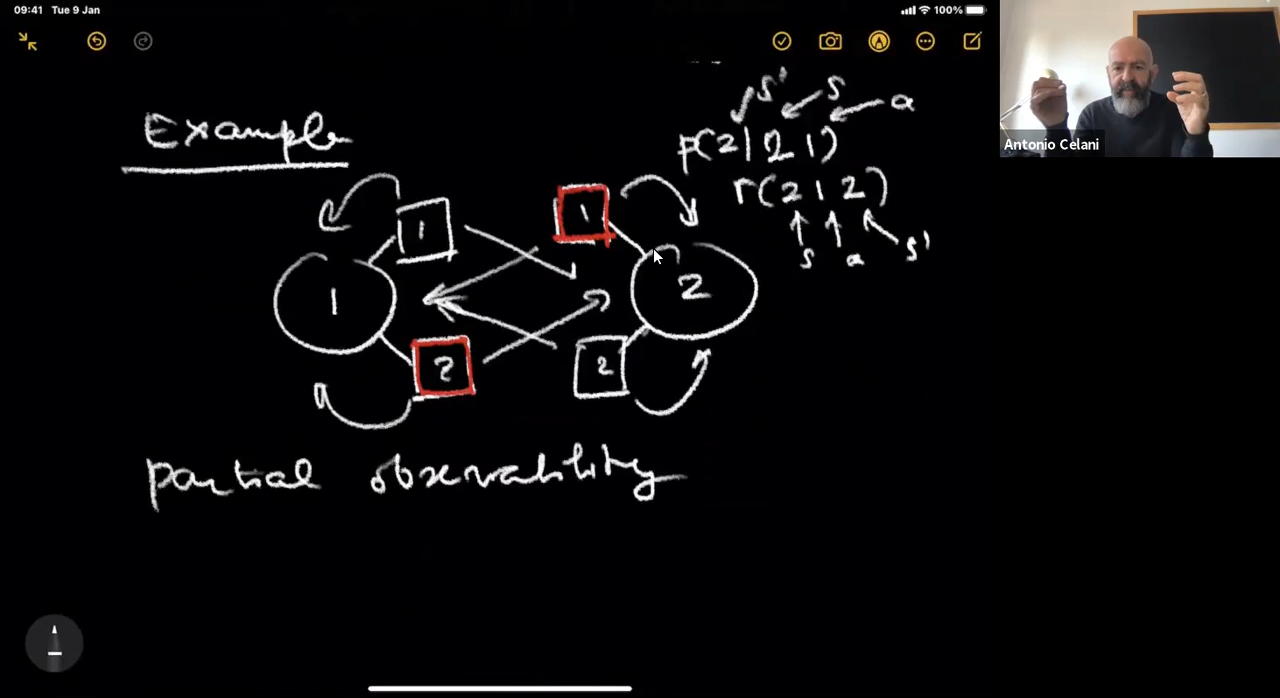 09:41 Tue 9 Jan
100%
Example
s' s a
p(2|2 1)
r(2 1 2)
s a s'
1 1 1 2
2 2
partial observability
Antonio Celani